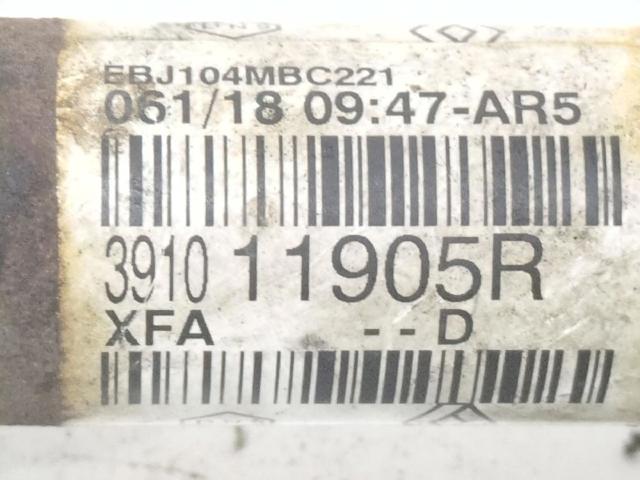 EBJ104MBC221
061/18 09:47-AR5
3910 11905R
XFA --D